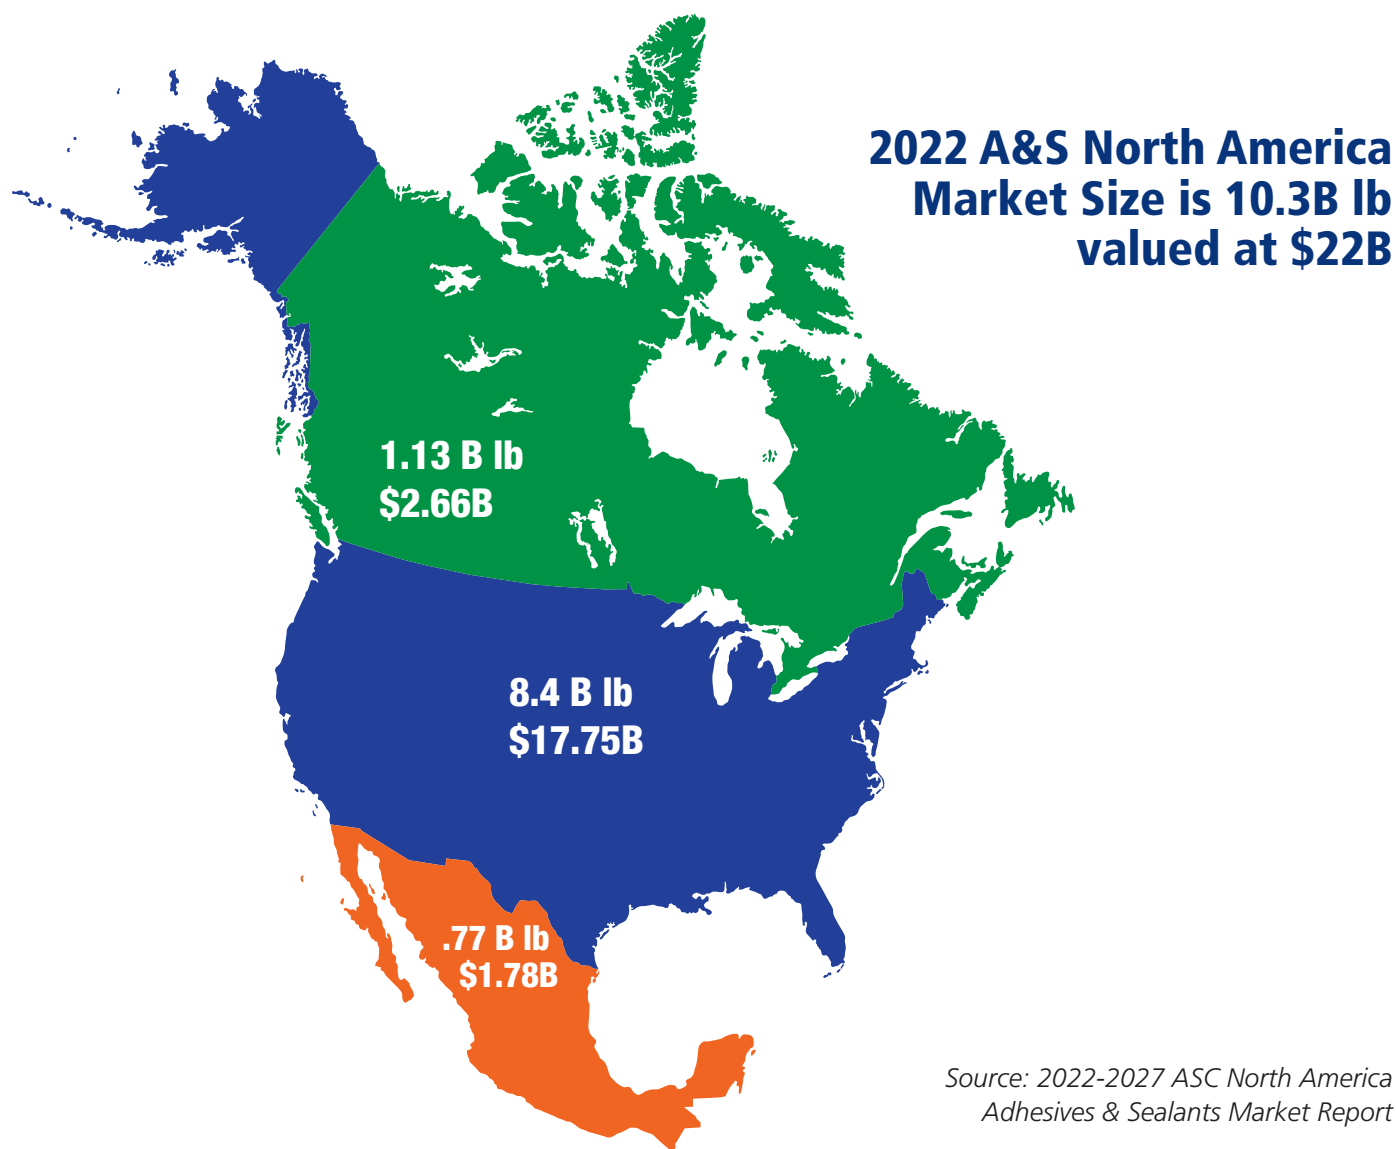 2022 A&S North America
Market Size is 10.3B lb
valued at $22B
1.13 B lb
$2.66B
8.4 B lb
$17.75B
.77 B lb
$1.78B
Source: 2022-2027 ASC North America
Adhesives & Sealants Market Report